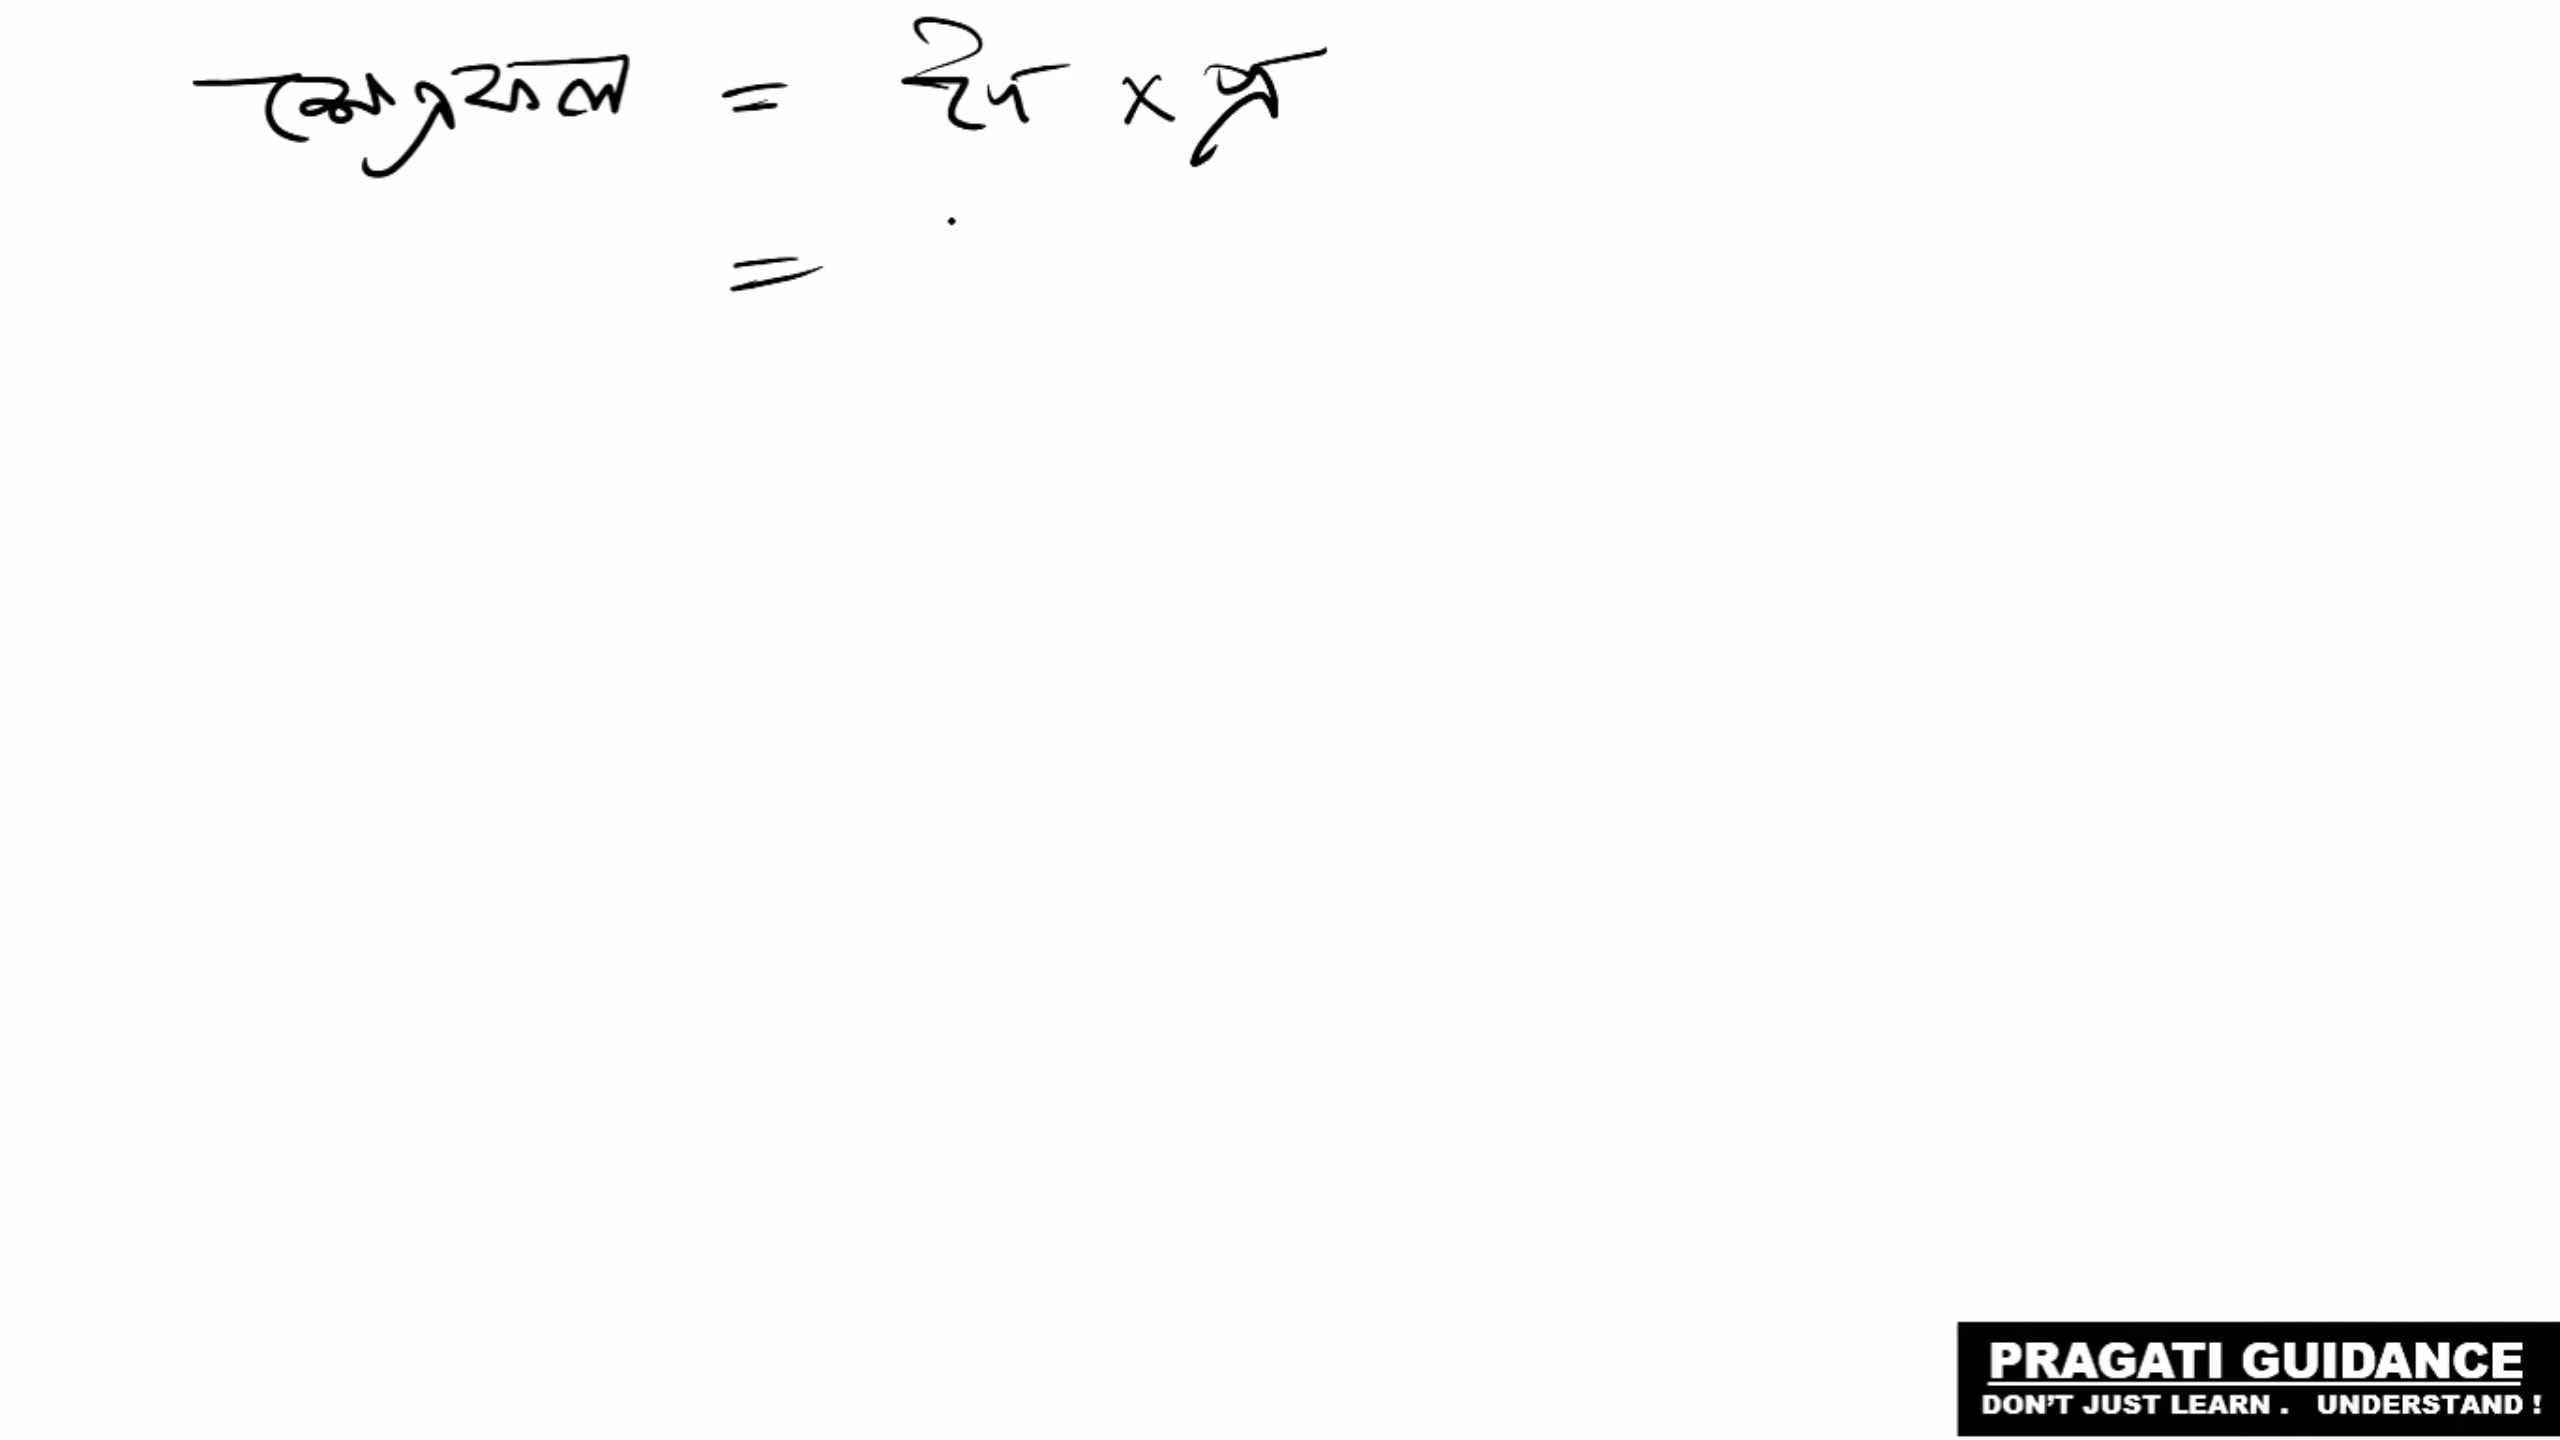 ক্ষেত্রফল = দৈর্ঘ × প্রস্থ
=
PRAGATI GUIDANCE
DON'T JUST LEARN . UNDERSTAND !